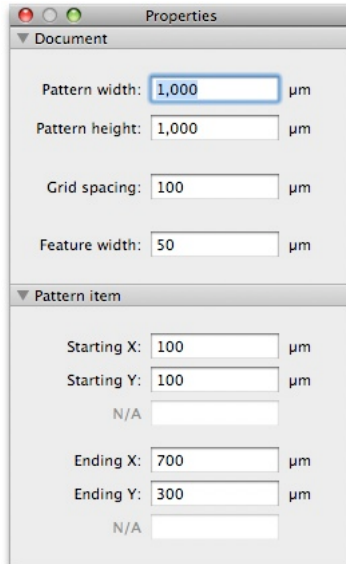 Properties
Document
Pattern width: 1,000 µm
Pattern height: 1,000 µm
Grid spacing: 100 µm
Feature width: 50 µm
Pattern item
Starting X: 100 µm
Starting Y: 100 µm
N/A
Ending X: 700 µm
Ending Y: 300 µm
N/A